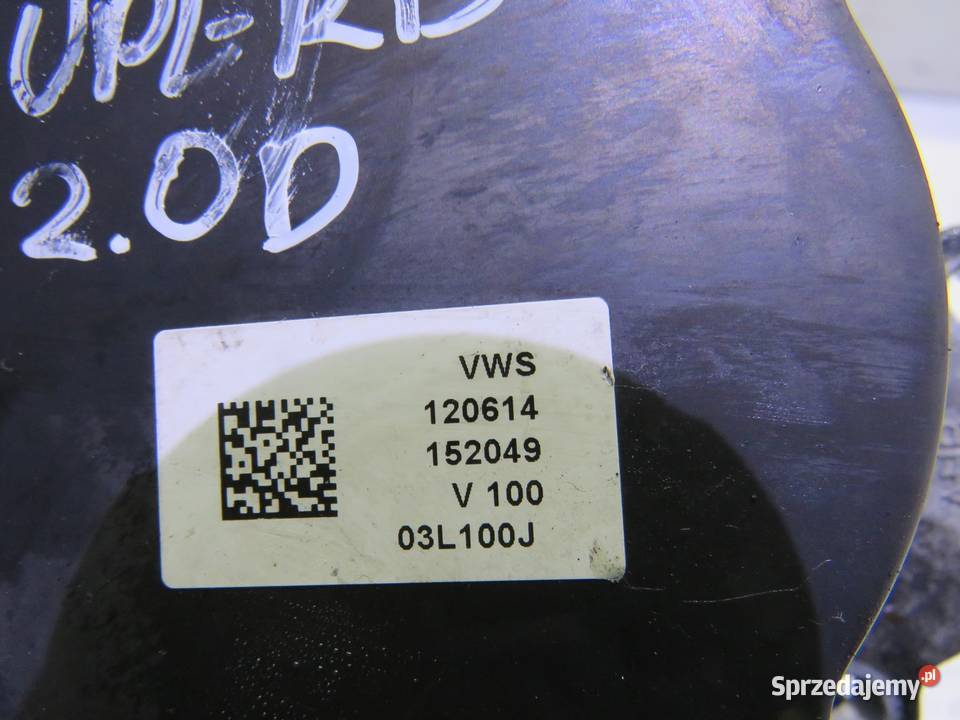 2.0D
VWS
120614
152049
V 100
03L100J
Sprzedajemy.pl